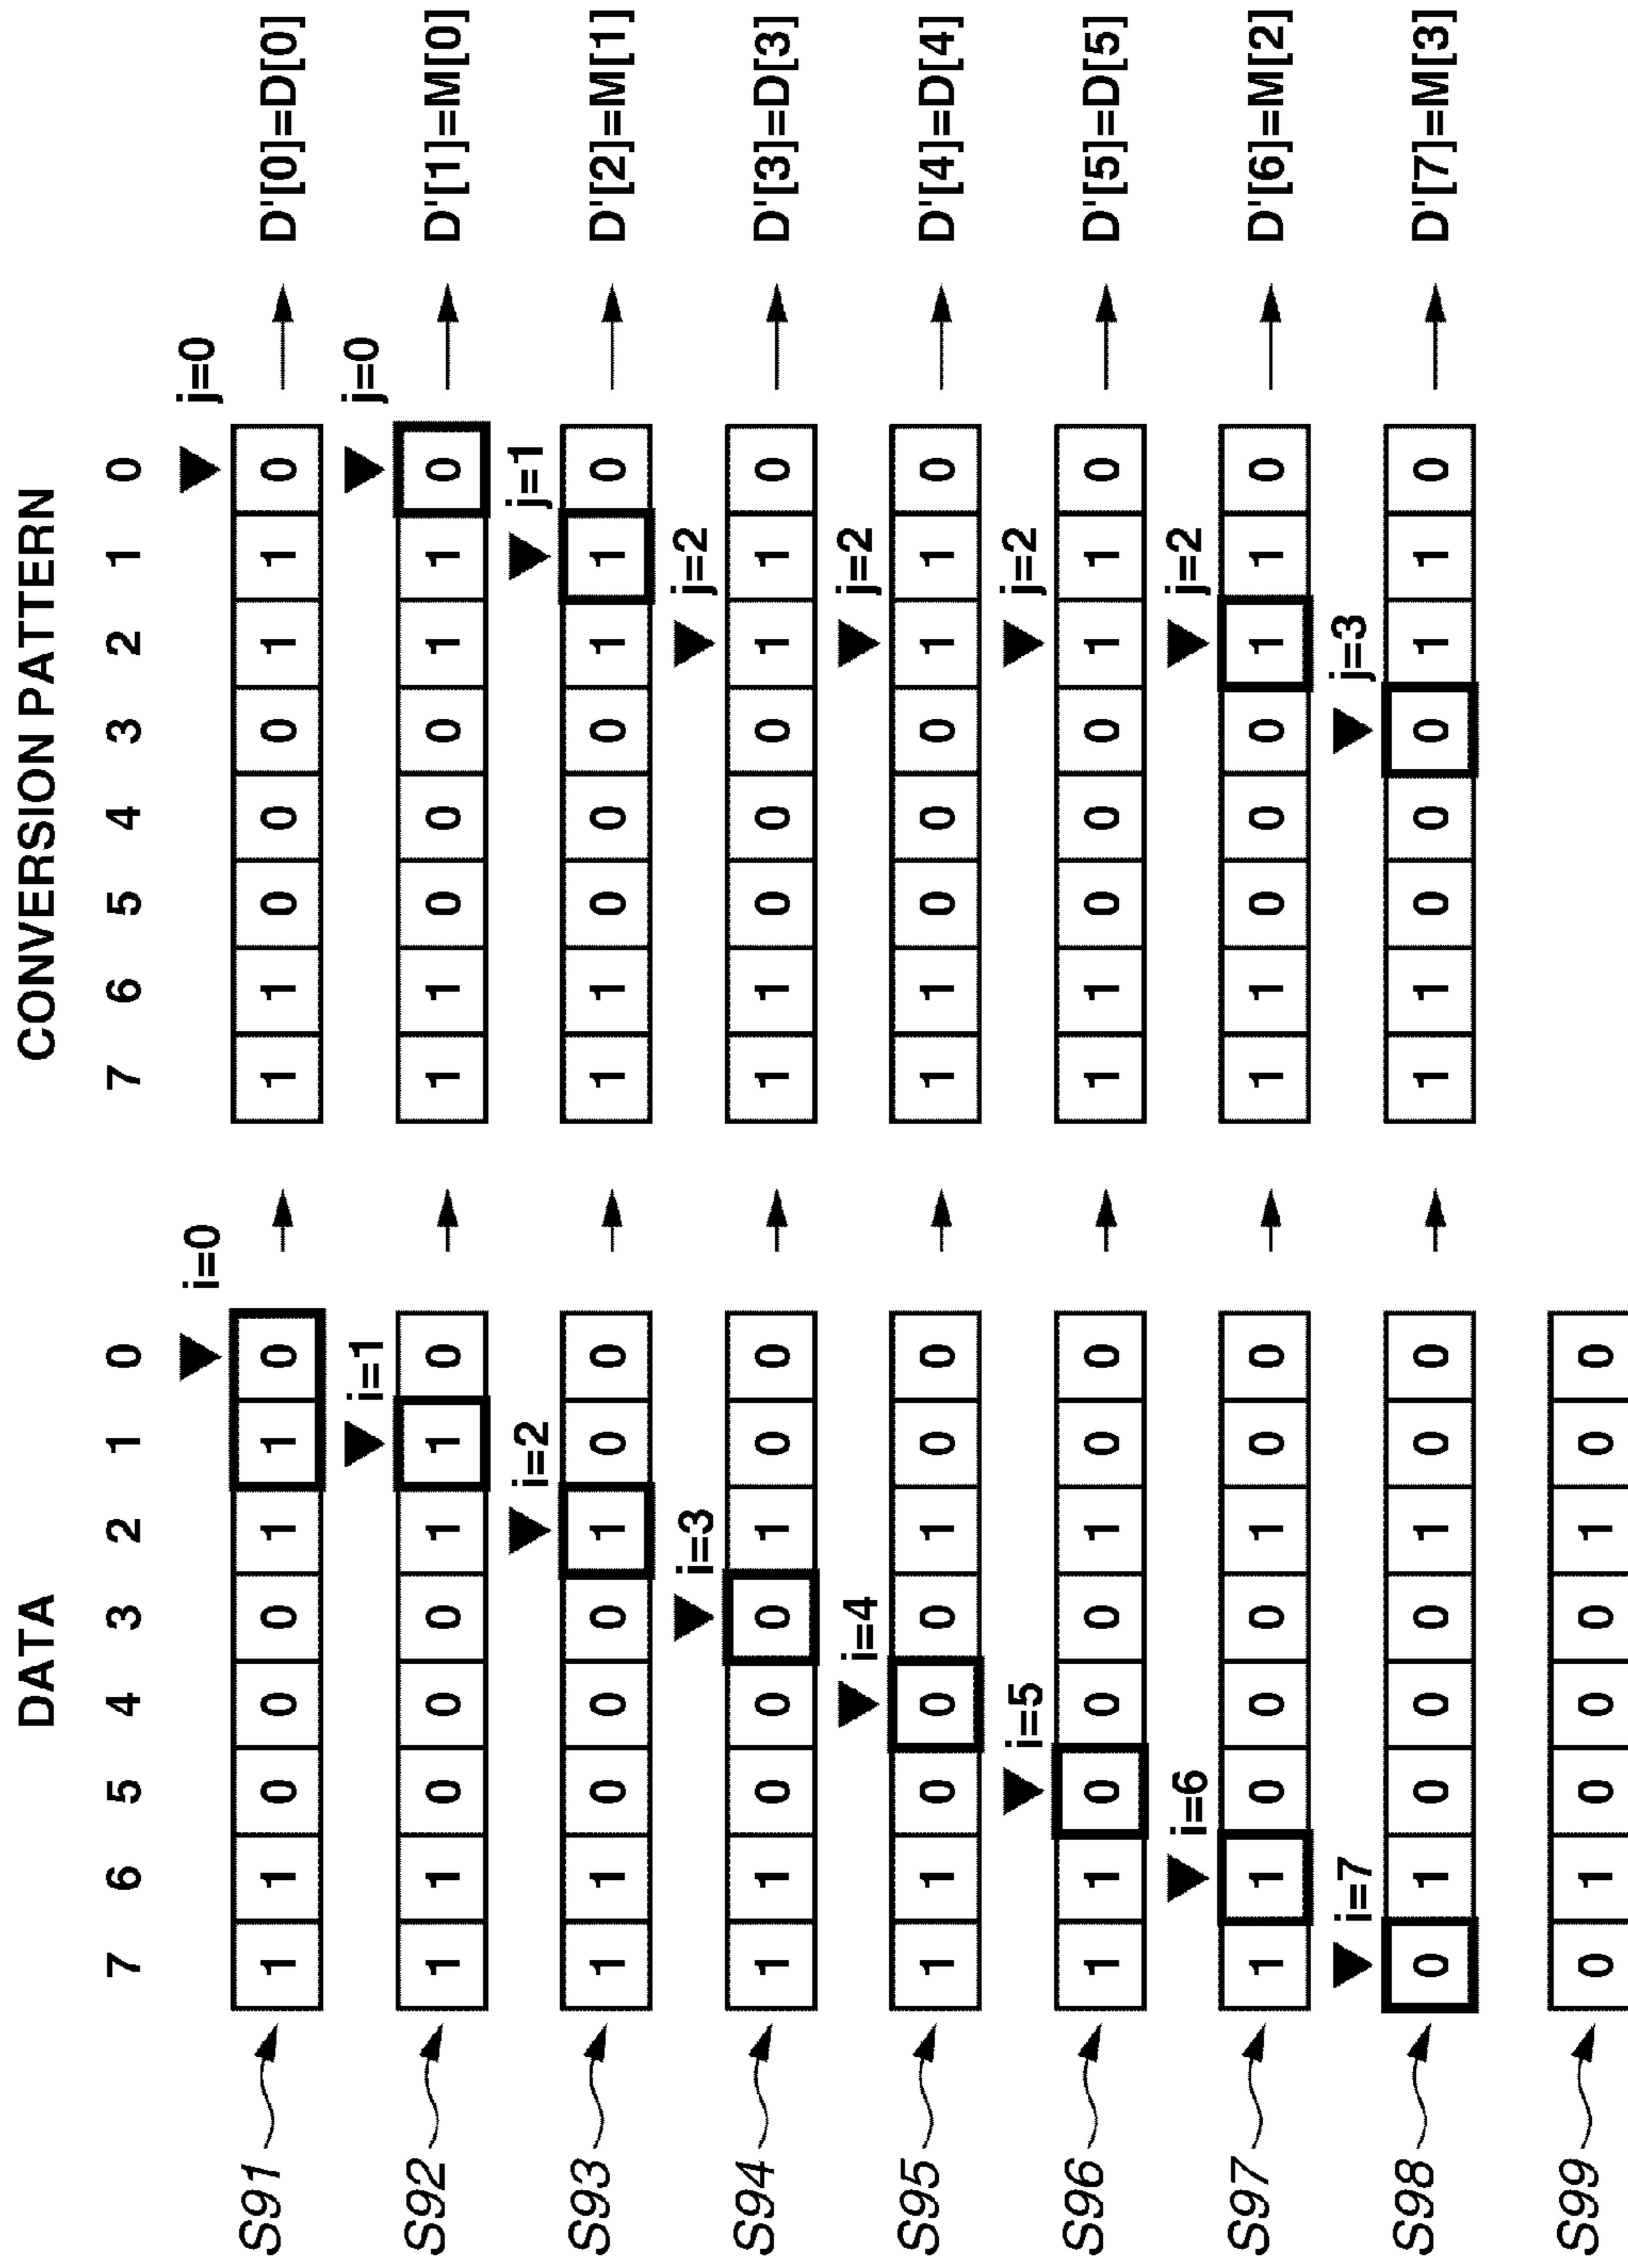 DATA CONVERSION PATTERN
7 6 5 4 3 2 1 0 7 6 5 4 3 2 1 0
i=0 j=0
S91 1 1 0 0 0 1 1 0 1 1 0 0 0 1 1 0 D'[0]=D[0]
i=1 j=0
S92 1 1 0 0 0 1 1 0 1 1 0 0 0 1 1 0 D'[1]=M[0]
i=2 j=1
S93 1 1 0 0 0 1 0 0 1 1 0 0 0 1 1 0 D'[2]=M[1]
i=3 j=2
S94 1 1 0 0 0 1 0 0 1 1 0 0 0 1 1 0 D'[3]=D[3]
i=4 j=2
S95 1 1 0 0 0 1 0 0 1 1 0 0 0 1 1 0 D'[4]=D[4]
i=5 j=2
S96 1 1 0 0 0 1 0 0 1 1 0 0 0 1 1 0 D'[5]=D[5]
i=6 j=2
S97 1 1 0 0 0 1 0 0 1 1 0 0 0 1 1 0 D'[6]=M[2]
i=7 j=3
S98 0 1 0 0 0 1 0 0 1 1 0 0 0 1 1 0 D'[7]=M[3]
S99 0 1 0 0 0 1 0 0